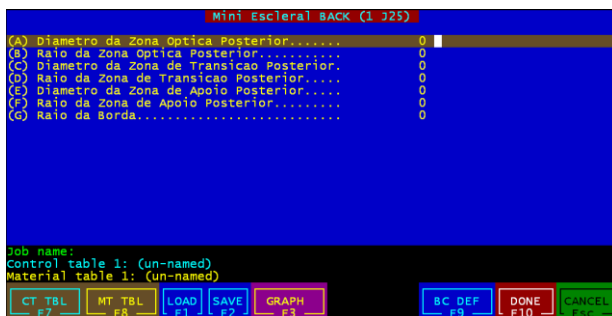 Mini Escleral BACK (1 J25)
(A) Diametro da Zona Optica Posterior....... 0
(B) Raio da Zona Optica Posterior........... 0
(C) Diametro da Zona de Transicao Posterior. 0
(D) Raio da Zona de Transicao Posterior..... 0
(E) Diametro da Zona de Apoio Posterior..... 0
(F) Raio da Zona de Apoio Posterior......... 0
(G) Raio da Borda........................... 0
Job name:
Control table 1: (un-named)
Material table 1: (un-named)
CT TBL MT TBL LOAD SAVE GRAPH BC DEF DONE CANCEL
F7 F8 F1 F2 F3 F9 F10 Esc